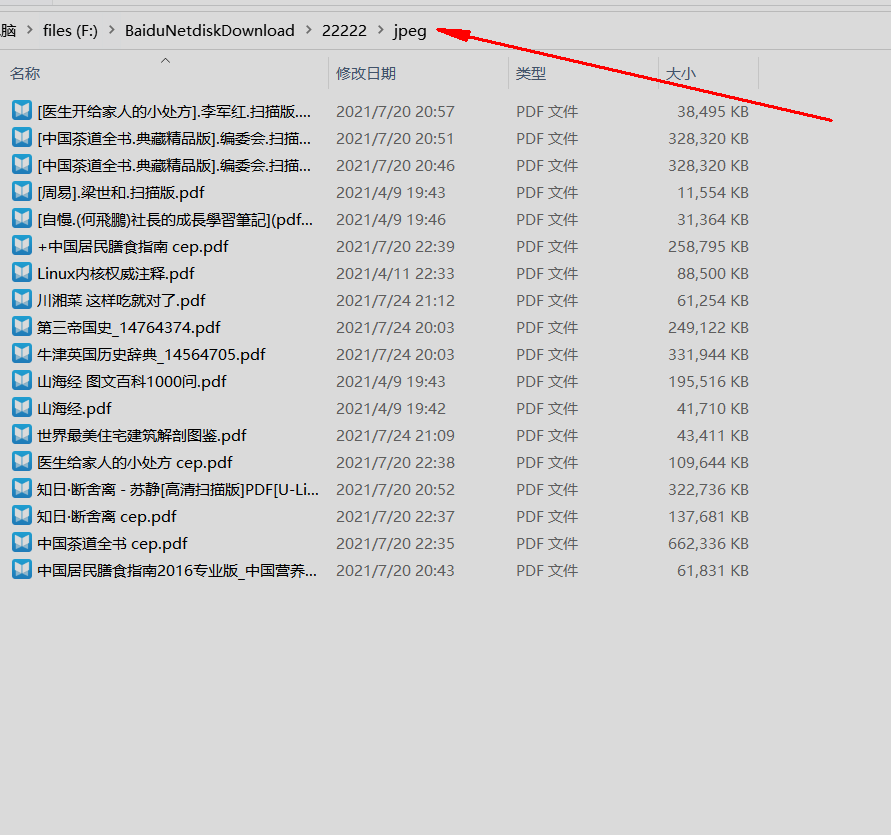 脑 > files (F:) > BaiduNetdiskDownload > 22222 > jpeg
名称 修改日期 类型 大小
[医生开给家人的小处方].李军红.扫描版.... 2021/7/20 20:57 PDF 文件 38,495 KB
[中国茶道全书.典藏精品版].编委会.扫描... 2021/7/20 20:51 PDF 文件 328,320 KB
[中国茶道全书.典藏精品版].编委会.扫描... 2021/7/20 20:46 PDF 文件 328,320 KB
[周易].梁世和.扫描版.pdf 2021/4/9 19:43 PDF 文件 11,554 KB
[自慢.(何飛鵬)社長的成長學習筆記](pdf... 2021/4/9 19:46 PDF 文件 31,364 KB
+中国居民膳食指南 cep.pdf 2021/7/20 22:39 PDF 文件 258,795 KB
Linux内核权威注释.pdf 2021/4/11 22:33 PDF 文件 88,500 KB
川湘菜 这样吃就对了.pdf 2021/7/24 21:12 PDF 文件 61,254 KB
第三帝国史_14764374.pdf 2021/7/24 20:03 PDF 文件 249,122 KB
牛津英国历史辞典_14564705.pdf 2021/7/24 20:03 PDF 文件 331,944 KB
山海经 图文百科1000问.pdf 2021/4/9 19:43 PDF 文件 195,516 KB
山海经.pdf 2021/4/9 19:42 PDF 文件 41,710 KB
世界最美住宅建筑解剖图鉴.pdf 2021/7/24 21:09 PDF 文件 43,411 KB
医生给家人的小处方 cep.pdf 2021/7/20 22:38 PDF 文件 109,644 KB
知日·断舍离 - 苏静[高清扫描版]PDF[U-Li... 2021/7/20 20:52 PDF 文件 322,736 KB
知日·断舍离 cep.pdf 2021/7/20 22:37 PDF 文件 137,681 KB
中国茶道全书 cep.pdf 2021/7/20 22:35 PDF 文件 662,336 KB
中国居民膳食指南2016专业版_中国营养... 2021/7/20 20:43 PDF 文件 61,831 KB